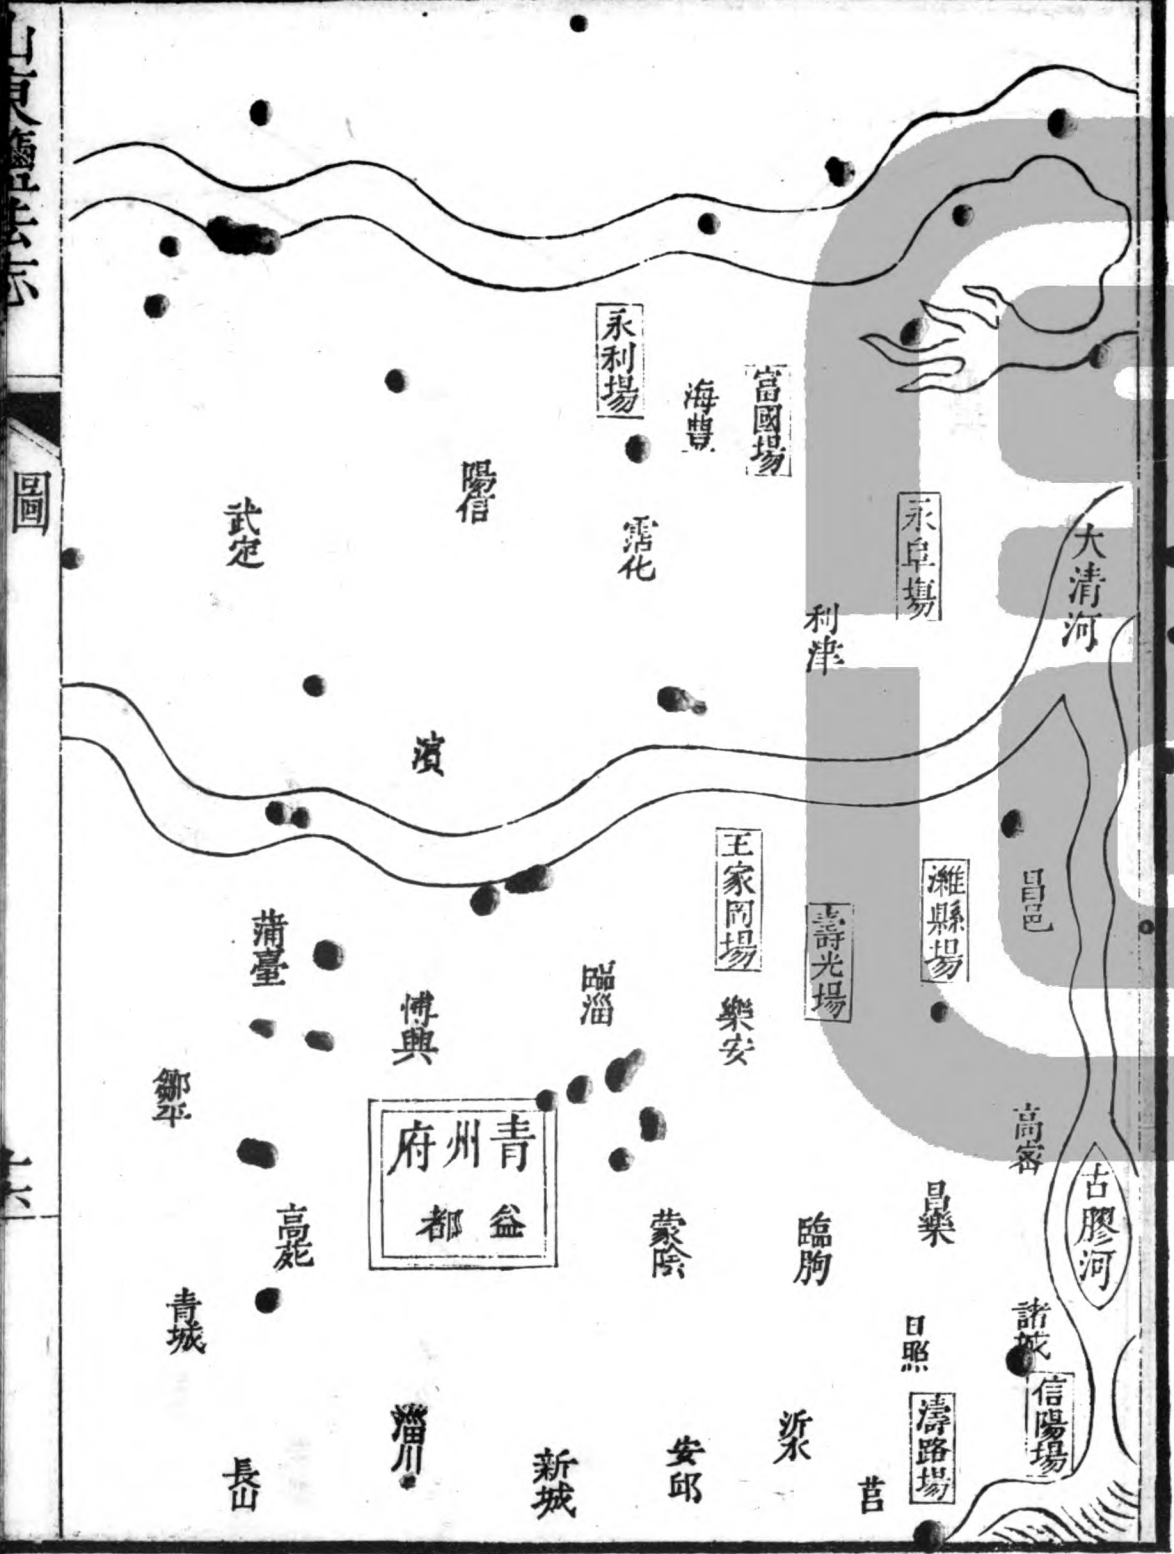 山東鹽法志
圖
十六
大清河
古膠河
永阜場
富國場
海豐
永利場
利津
霑化
陽信
武定
濱
昌邑
濰縣場
壽光場
王家岡場
樂安
臨淄
博興
蒲臺
鄒平
高密
昌樂
臨朐
蒙陰
青州府
益都
高苑
青城
諸城
信陽場
日照
濤路場
莒
沂水
安邱
新城
淄川
長山